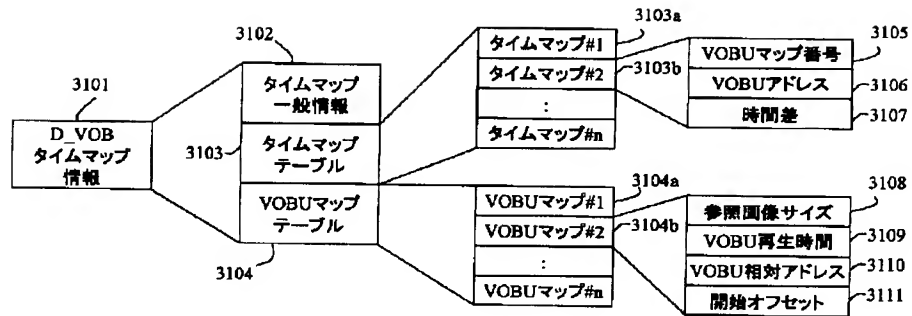 3101
D_VOB
タイムマップ
情報
3102
タイムマップ
一般情報
3103
タイムマップ
テーブル
VOBUマップ
テーブル
3104
3103a
タイムマップ#1
タイムマップ#2
3103b
:
タイムマップ#n
3104a
VOBUマップ#1
VOBUマップ#2
3104b
:
VOBUマップ#n
VOBUマップ番号
3105
VOBUアドレス
3106
時間差
3107
参照画像サイズ
3108
VOBU再生時間
3109
VOBU相対アドレス
3110
開始オフセット
3111